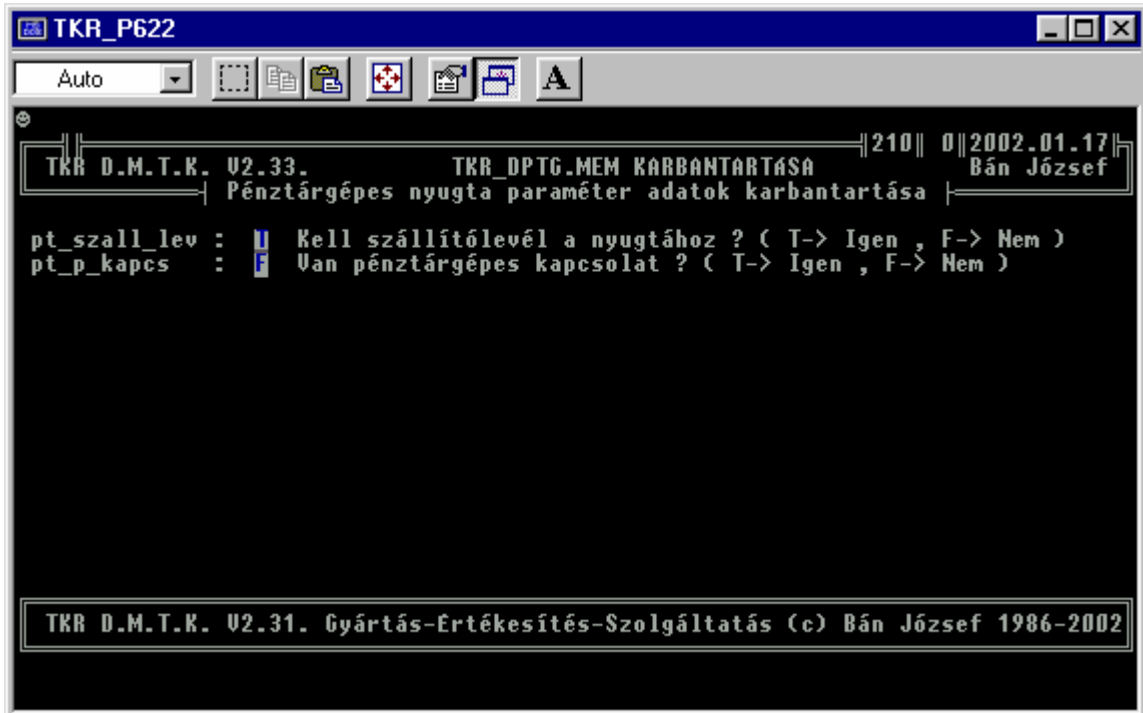 TKR_P622
Auto
A
210 0 2002.01.17
TKR D.M.T.K. V2.33. TKR_DPTG.MEM KARBANTARTÁSA Bán József
Pénztárgépes nyugta paraméter adatok karbantartása
pt_szall_lev : T Kell szállítólevél a nyugtához ? ( T-> Igen , F-> Nem )
pt_p_kapcs : F Van pénztárgépes kapcsolat ? ( T-> Igen , F-> Nem )
TKR D.M.T.K. V2.31. Gyártás-Értékesítés-Szolgáltatás (c) Bán József 1986-2002